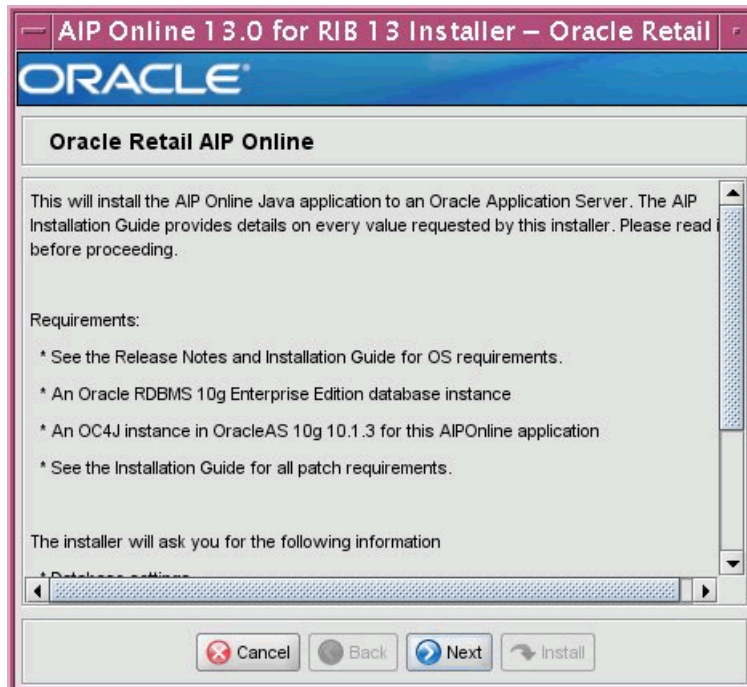 AIP Online 13.0 for RIB 13 Installer – Oracle Retail
ORACLE
Oracle Retail AIP Online
This will install the AIP Online Java application to an Oracle Application Server. The AIP
Installation Guide provides details on every value requested by this installer. Please read i
before proceeding.
Requirements:
* See the Release Notes and Installation Guide for OS requirements.
* An Oracle RDBMS 10g Enterprise Edition database instance
* An OC4J instance in OracleAS 10g 10.1.3 for this AIPOnline application
* See the Installation Guide for all patch requirements.
The installer will ask you for the following information
* Database settings
Cancel Back Next Install